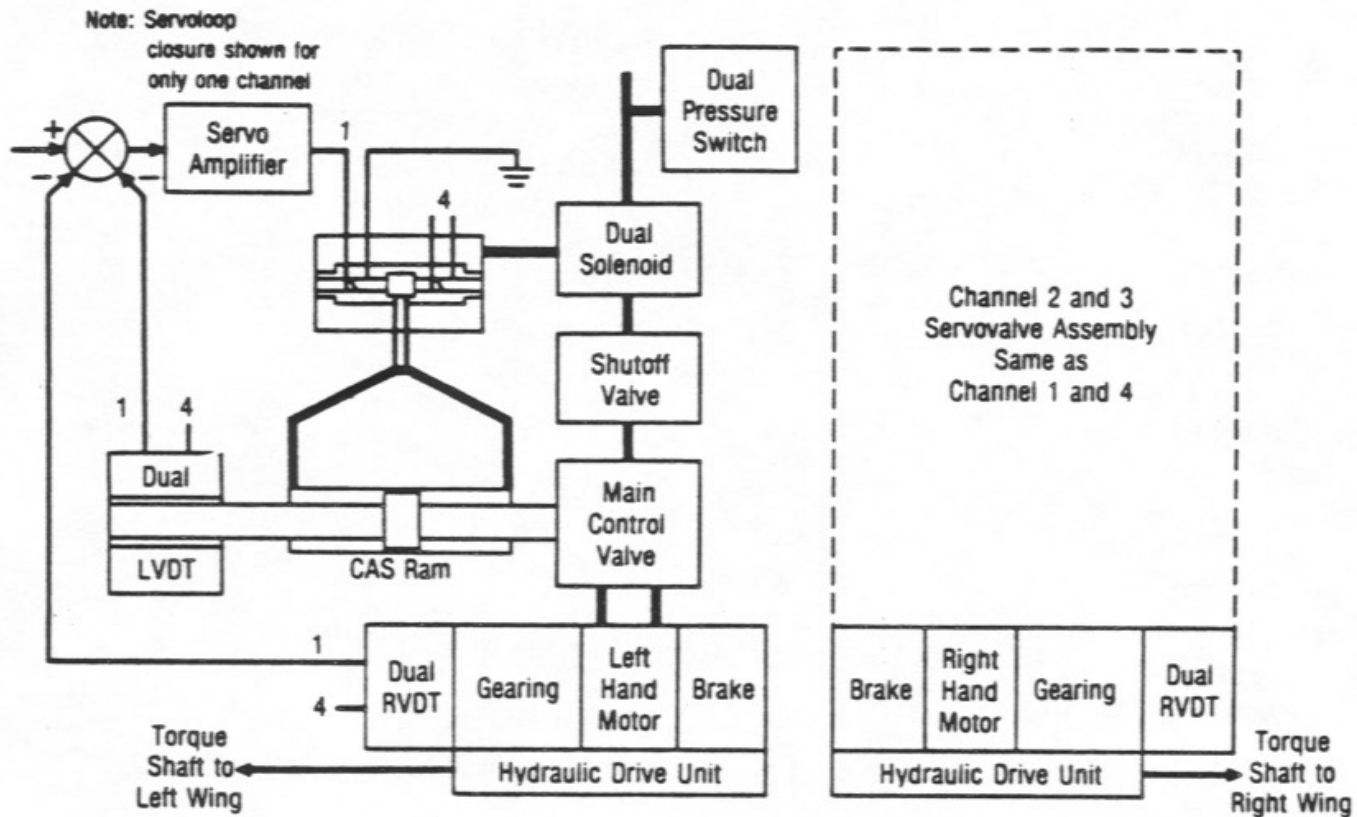 Note: Servoloop
closure shown for
only one channel
+
−
−
Servo
Amplifier
1
4
Dual
Pressure
Switch
Dual
Solenoid
Shutoff
Valve
Main
Control
Valve
1
4
Dual
LVDT
CAS Ram
1
4
Dual
RVDT
Gearing
Left
Hand
Motor
Brake
Hydraulic Drive Unit
Torque
Shaft to
Left Wing
Channel 2 and 3
Servovalve Assembly
Same as
Channel 1 and 4
Brake
Right
Hand
Motor
Gearing
Dual
RVDT
Hydraulic Drive Unit
Torque
Shaft to
Right Wing